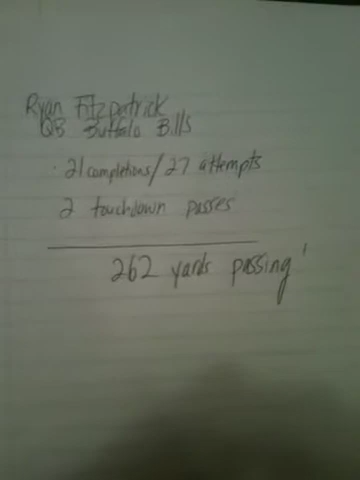 Ryan Fitzpatrick
QB Buffalo Bills
· 21 completions/27 attempts
2 touchdown passes
262 yards passing'